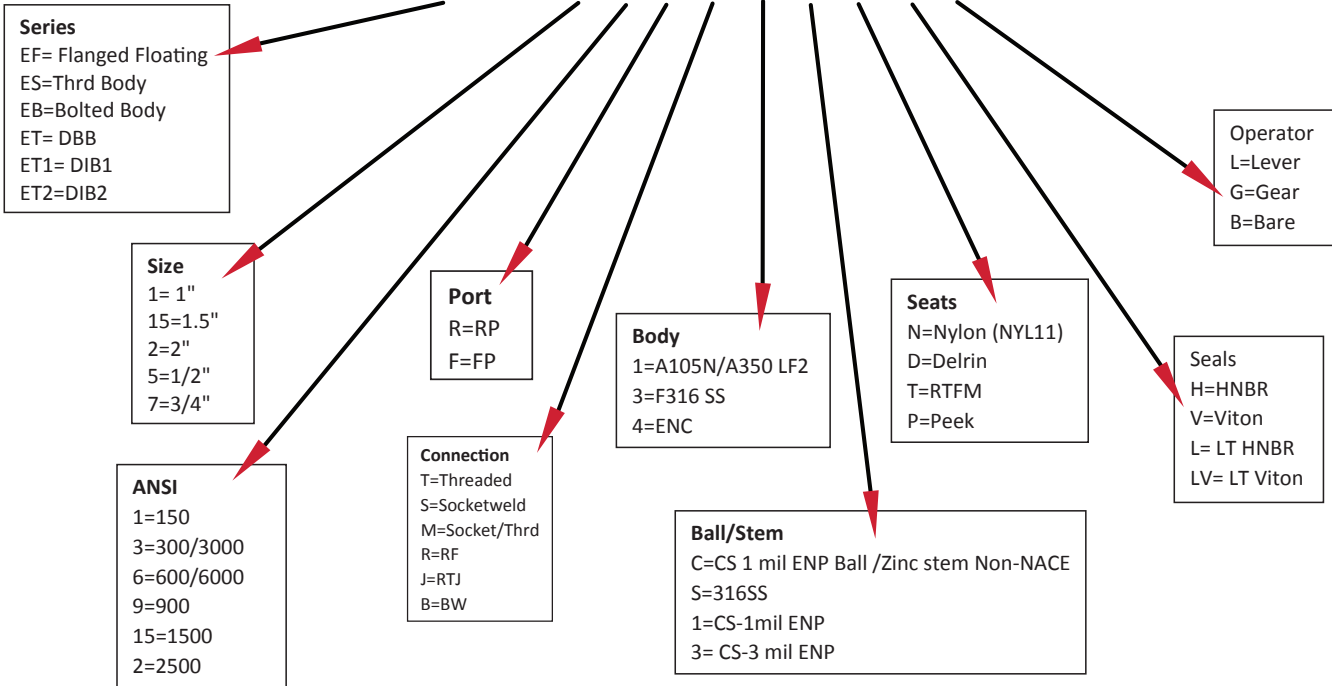 Series
EF= Flanged Floating
ES=Thrd Body
EB=Bolted Body
ET= DBB
ET1= DIB1
ET2=DIB2
Size
1= 1"
15=1.5"
2=2"
5=1/2"
7=3/4"
ANSI
1=150
3=300/3000
6=600/6000
9=900
15=1500
2=2500
Port
R=RP
F=FP
Connection
T=Threaded
S=Socketweld
M=Socket/Thrd
R=RF
J=RTJ
B=BW
Body
1=A105N/A350 LF2
3=F316 SS
4=ENC
Ball/Stem
C=CS 1 mil ENP Ball /Zinc stem Non-NACE
S=316SS
1=CS-1mil ENP
3= CS-3 mil ENP
Seats
N=Nylon (NYL11)
D=Delrin
T=RTFM
P=Peek
Seals
H=HNBR
V=Viton
L= LT HNBR
LV= LT Viton
Operator
L=Lever
G=Gear
B=Bare